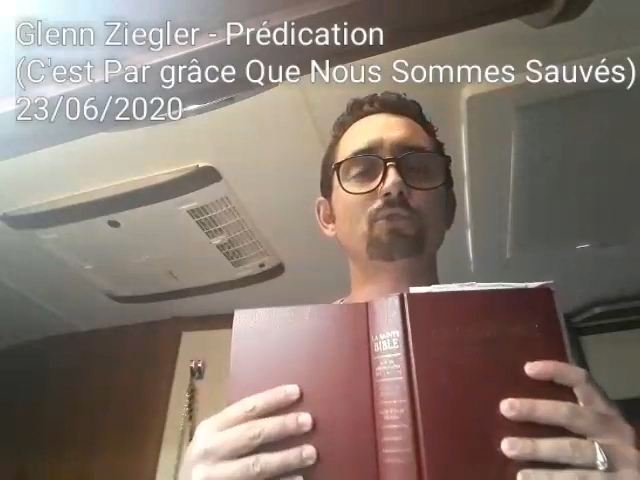 Glenn Ziegler - Prédication
(C'est Par grâce Que Nous Sommes Sauvés)
23/06/2020
LA SAINTE
BIBLE